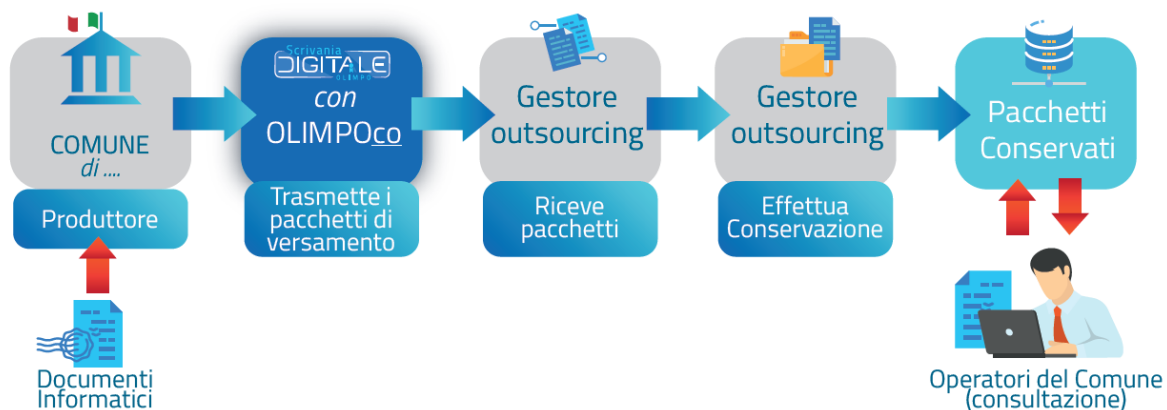 COMUNE
di ....
Produttore
Documenti
Informatici
Scrivania
DIGITALE
OLIMPO
con
OLIMPOco
Trasmette i
pacchetti di
versamento
Gestore
outsourcing
Riceve
pacchetti
Gestore
outsourcing
Effettua
Conservazione
Pacchetti
Conservati
Operatori del Comune
(consultazione)